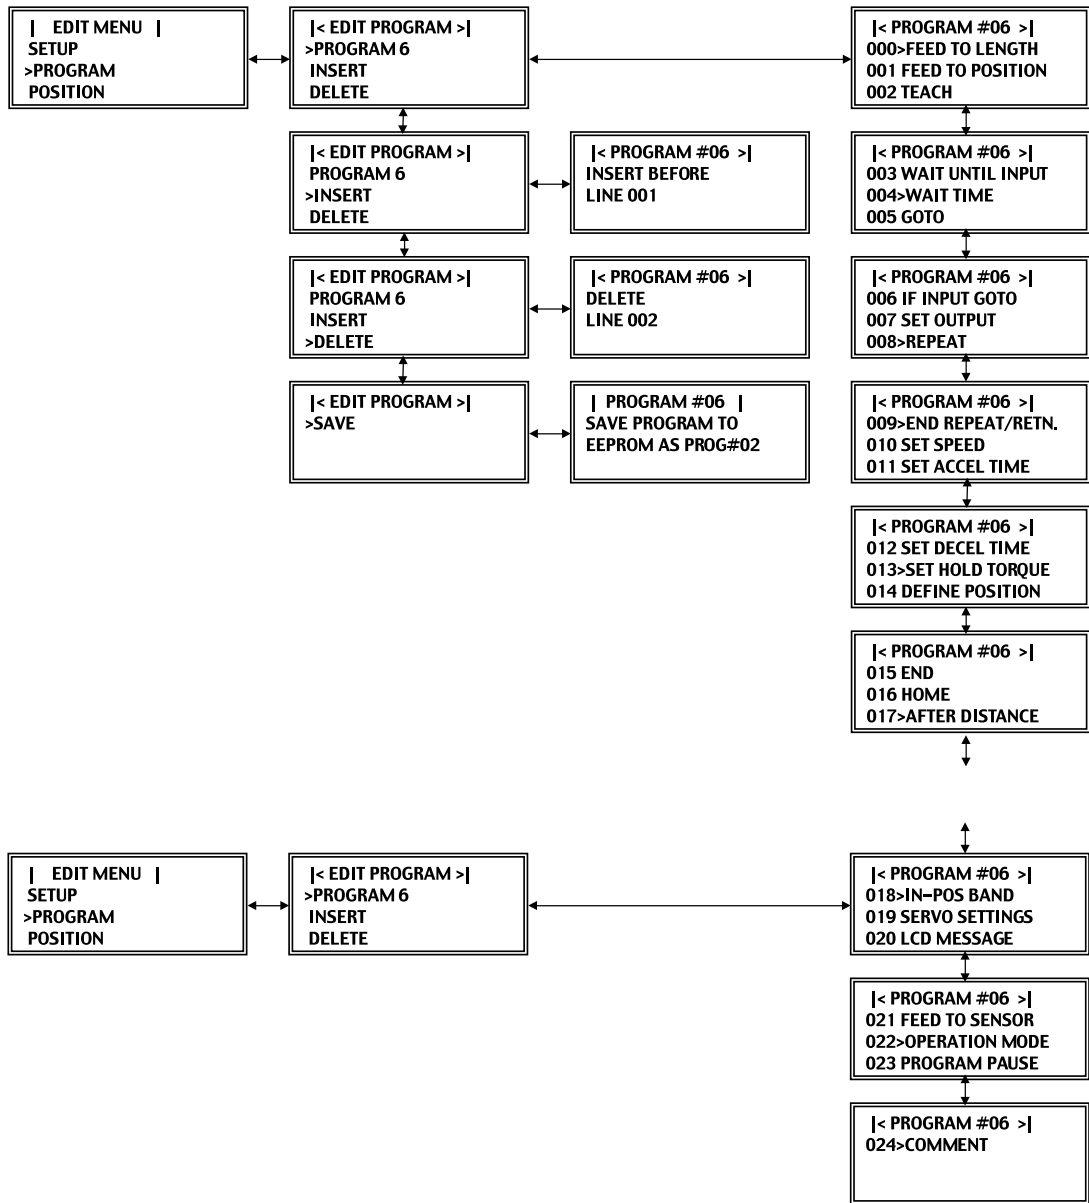 | EDIT MENU |
SETUP
>PROGRAM
POSITION
|< EDIT PROGRAM >|
>PROGRAM 6
INSERT
DELETE
|< PROGRAM #06 >|
000>FEED TO LENGTH
001 FEED TO POSITION
002 TEACH
|< EDIT PROGRAM >|
PROGRAM 6
>INSERT
DELETE
|< PROGRAM #06 >|
INSERT BEFORE
LINE 001
|< PROGRAM #06 >|
003 WAIT UNTIL INPUT
004>WAIT TIME
005 GOTO
|< EDIT PROGRAM >|
PROGRAM 6
INSERT
>DELETE
|< PROGRAM #06 >|
DELETE
LINE 002
|< PROGRAM #06 >|
006 IF INPUT GOTO
007 SET OUTPUT
008>REPEAT
|< EDIT PROGRAM >|
>SAVE
| PROGRAM #06 |
SAVE PROGRAM TO
EEPROM AS PROG#02
|< PROGRAM #06 >|
009>END REPEAT/RETN.
010 SET SPEED
011 SET ACCEL TIME
|< PROGRAM #06 >|
012 SET DECEL TIME
013>SET HOLD TORQUE
014 DEFINE POSITION
|< PROGRAM #06 >|
015 END
016 HOME
017>AFTER DISTANCE
| EDIT MENU |
SETUP
>PROGRAM
POSITION
|< EDIT PROGRAM >|
>PROGRAM 6
INSERT
DELETE
|< PROGRAM #06 >|
018>IN-POS BAND
019 SERVO SETTINGS
020 LCD MESSAGE
|< PROGRAM #06 >|
021 FEED TO SENSOR
022>OPERATION MODE
023 PROGRAM PAUSE
|< PROGRAM #06 >|
024>COMMENT